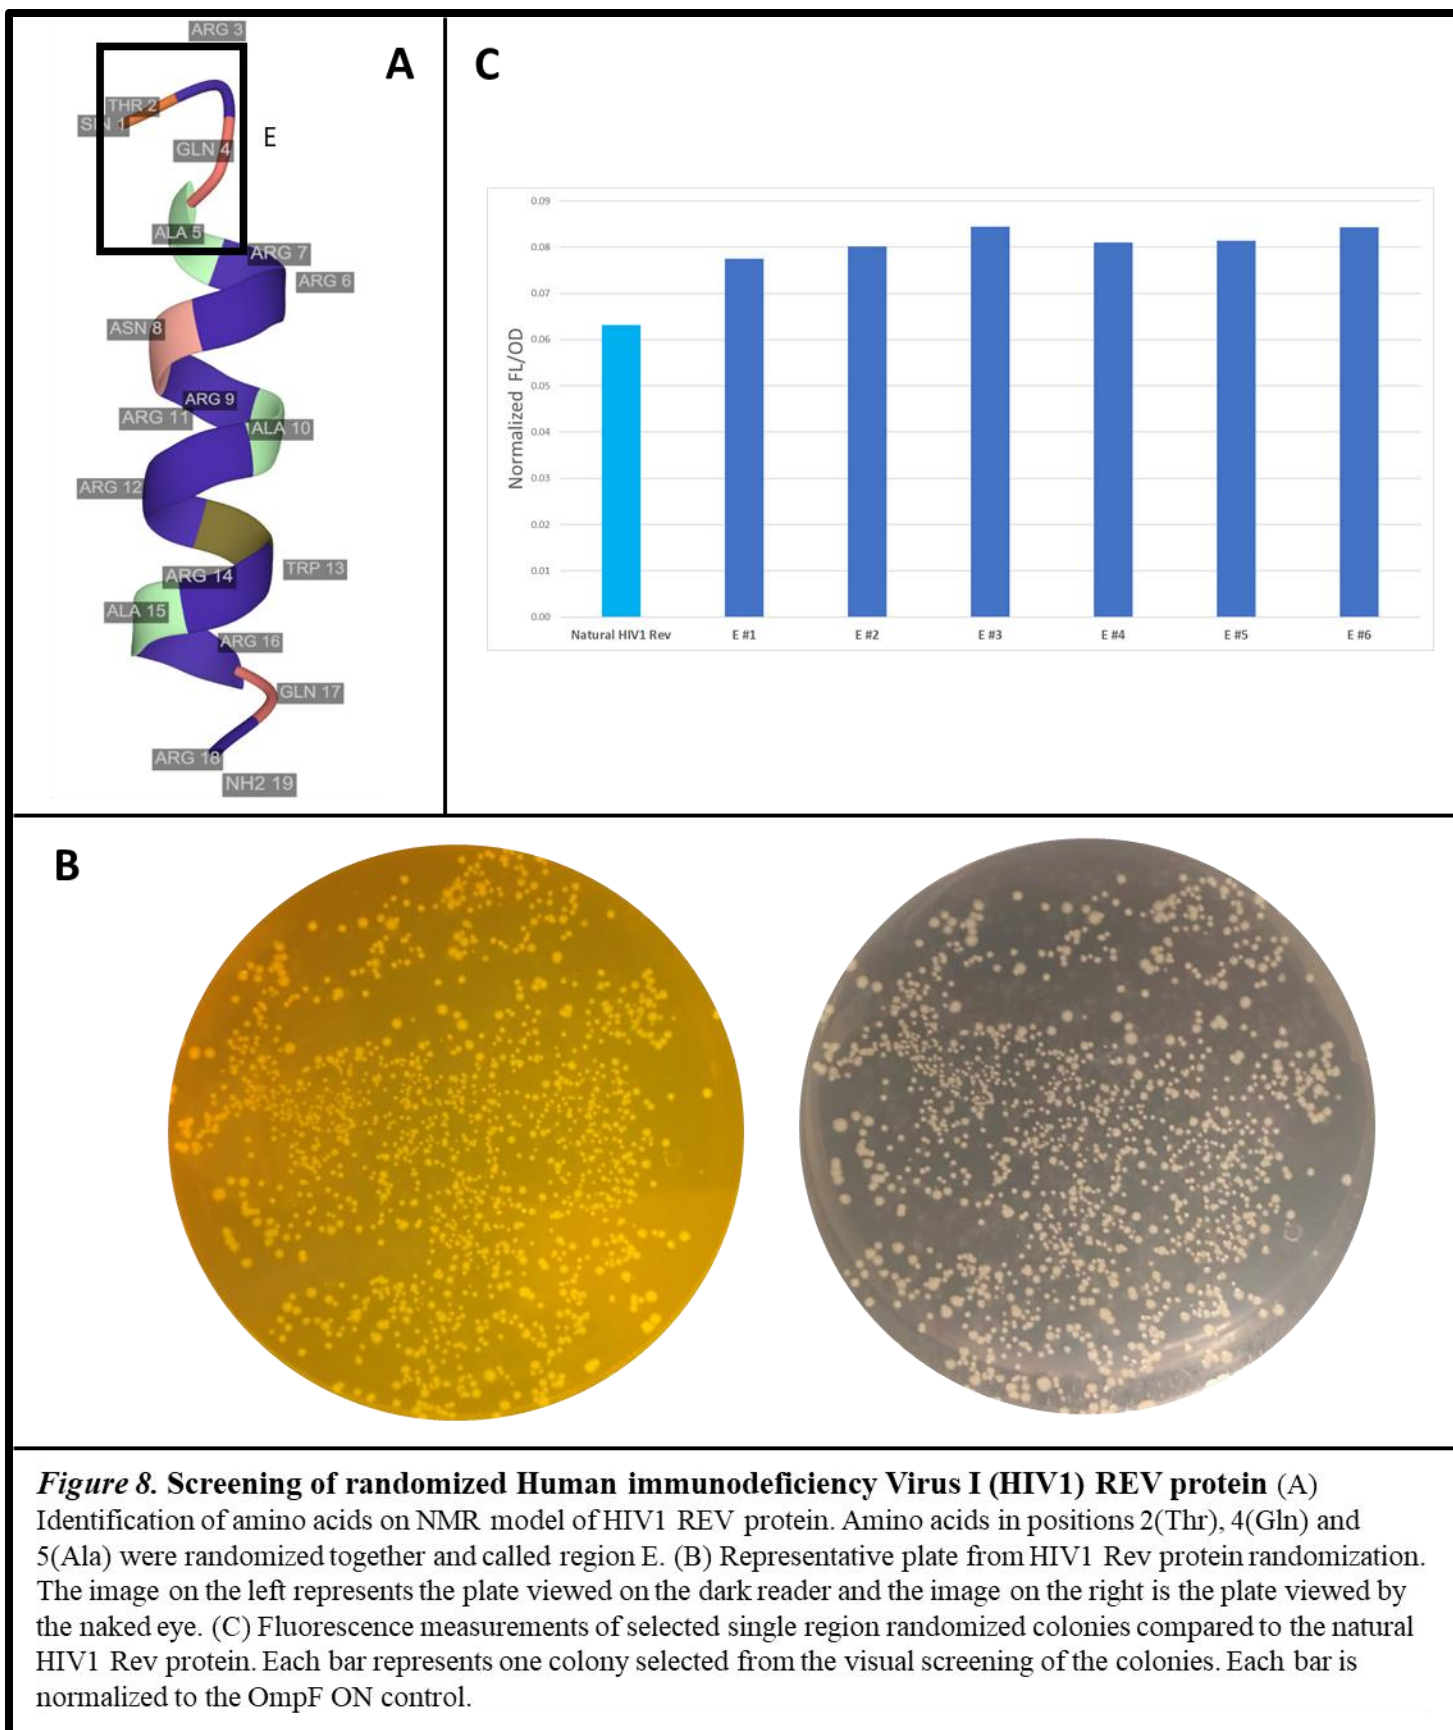 A
ARG 3
THR 2
GLN 4
E
ALA 5
ARG 7
ARG 6
ASN 8
ARG 9
ARG 11
ALA 10
ARG 12
TRP 13
ARG 14
ALA 15
ARG 16
GLN 17
ARG 18
NH2 19
C
Normalized FL/OD
0.09
0.08
0.07
0.06
0.05
0.04
0.03
0.02
0.01
0.00
Natural HIV1 Rev E #1 E #2 E #3 E #4 E #5 E #6
B
Figure 8. Screening of randomized Human immunodeficiency Virus I (HIV1) REV protein (A)
Identification of amino acids on NMR model of HIV1 REV protein. Amino acids in positions 2(Thr), 4(Gln) and
5(Ala) were randomized together and called region E. (B) Representative plate from HIV1 Rev protein randomization.
The image on the left represents the plate viewed on the dark reader and the image on the right is the plate viewed by
the naked eye. (C) Fluorescence measurements of selected single region randomized colonies compared to the natural
HIV1 Rev protein. Each bar represents one colony selected from the visual screening of the colonies. Each bar is
normalized to the OmpF ON control.